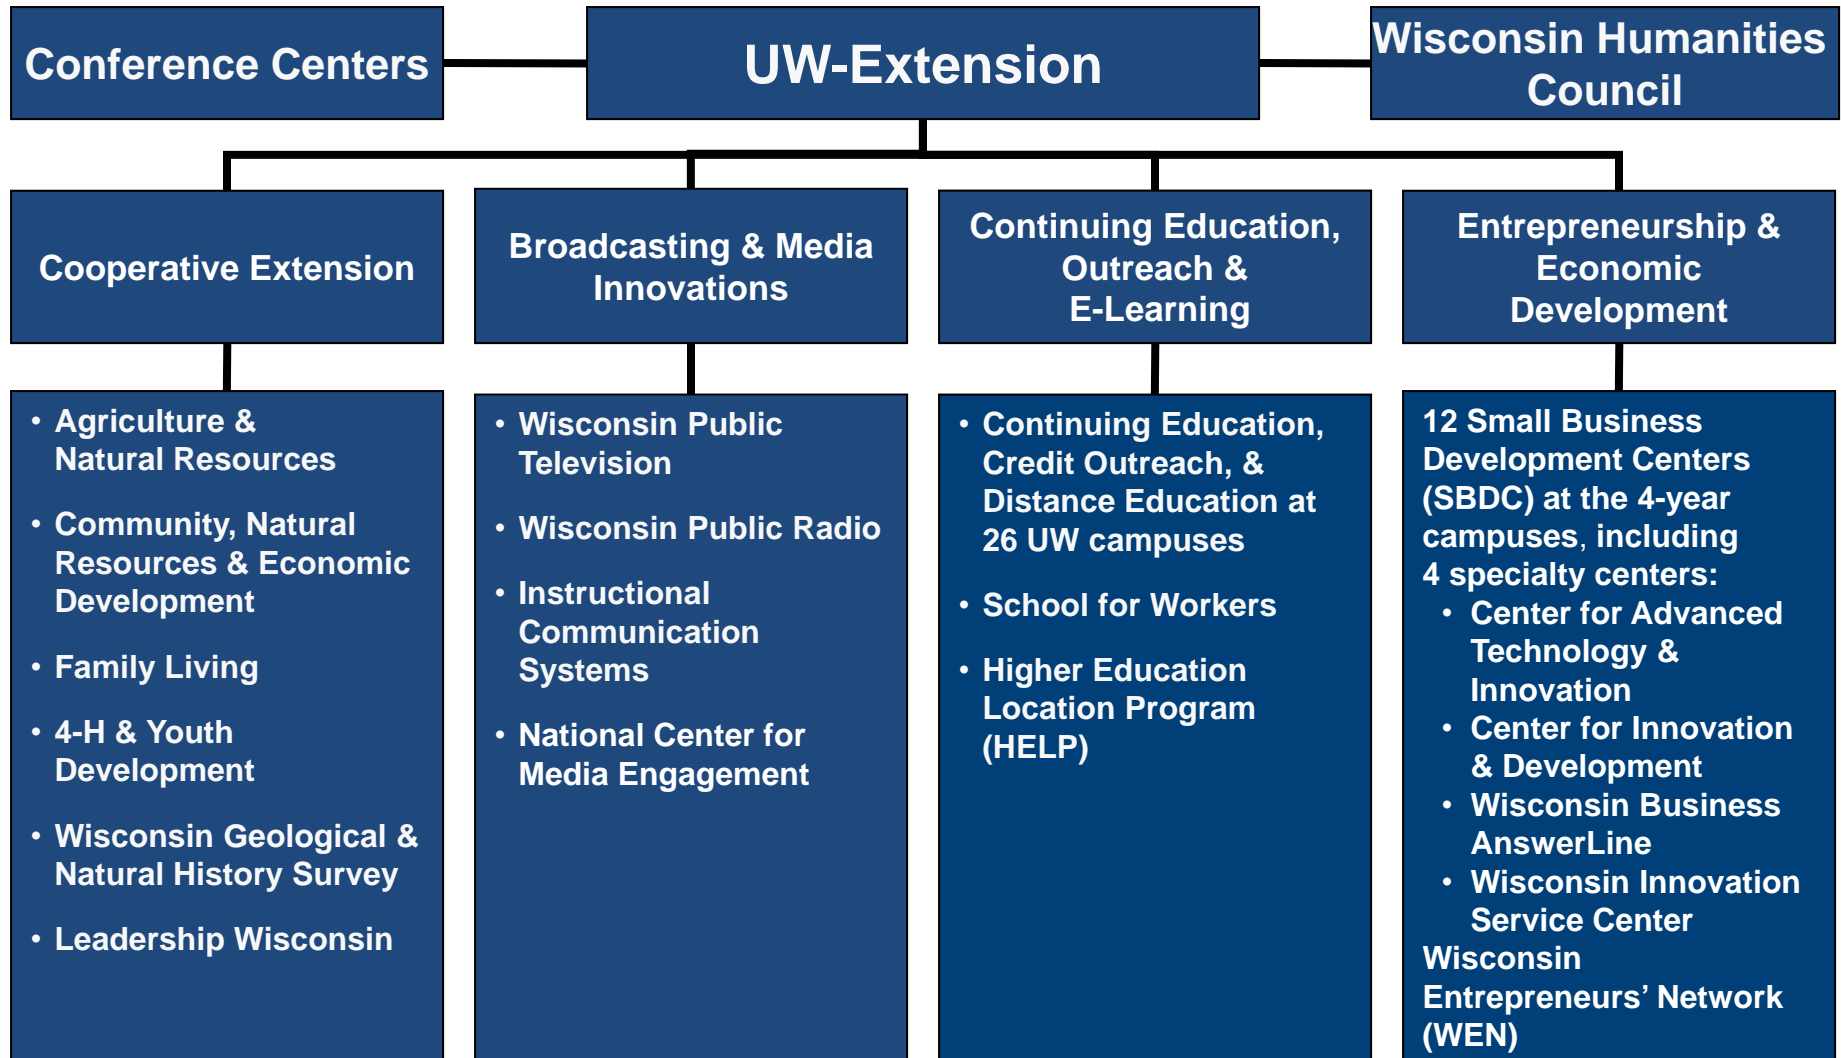 Conference Centers
UW-Extension
Wisconsin Humanities
Council
Cooperative Extension
Broadcasting & Media
Innovations
Continuing Education,
Outreach &
E-Learning
Entrepreneurship &
Economic
Development
• Agriculture &
Natural Resources
• Community, Natural
Resources & Economic
Development
• Family Living
• 4-H & Youth
Development
• Wisconsin Geological &
Natural History Survey
• Leadership Wisconsin
• Wisconsin Public
Television
• Wisconsin Public Radio
• Instructional
Communication
Systems
• National Center for
Media Engagement
• Continuing Education,
Credit Outreach, &
Distance Education at
26 UW campuses
• School for Workers
• Higher Education
Location Program
(HELP)
12 Small Business
Development Centers
(SBDC) at the 4-year
campuses, including
4 specialty centers:
• Center for Advanced
Technology &
Innovation
• Center for Innovation
& Development
• Wisconsin Business
AnswerLine
• Wisconsin Innovation
Service Center
Wisconsin
Entrepreneurs’ Network
(WEN)